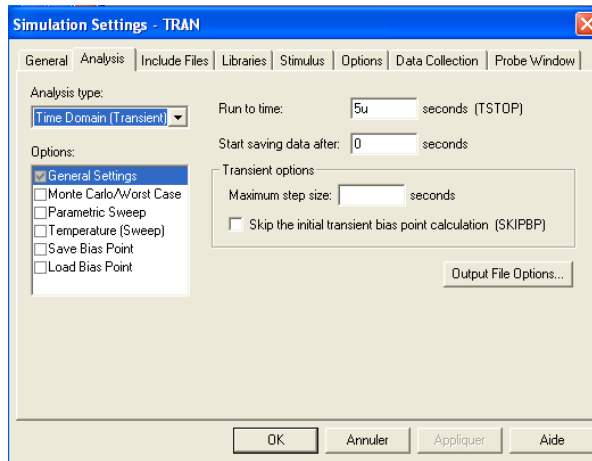 Simulation Settings - TRAN
General Analysis Include Files Libraries Stimulus Options Data Collection Probe Window
Analysis type:
Time Domain (Transient)
Options:
General Settings
Monte Carlo/Worst Case
Parametric Sweep
Temperature (Sweep)
Save Bias Point
Load Bias Point
Run to time: 5u seconds (TSTOP)
Start saving data after: 0 seconds
Transient options
Maximum step size: seconds
Skip the initial transient bias point calculation (SKIPBP)
Output File Options...
OK Annuler Appliquer Aide